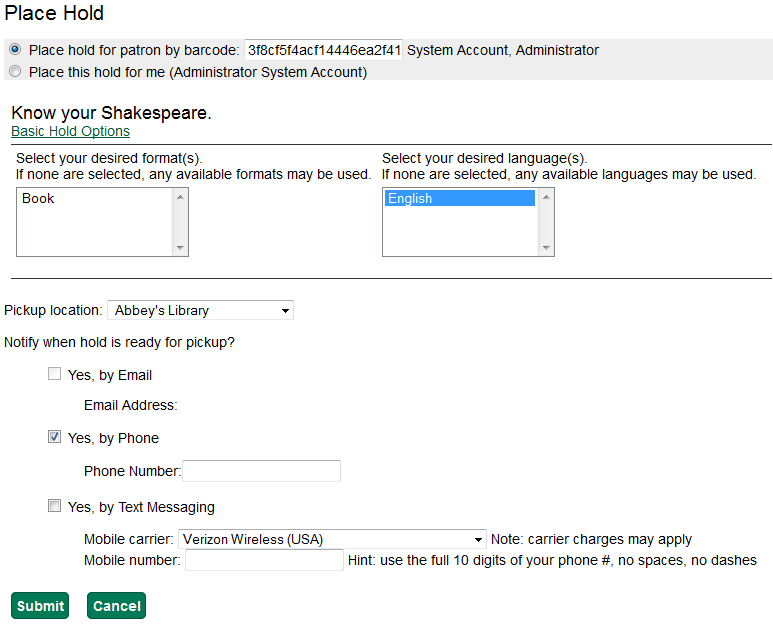 Place Hold
Place hold for patron by barcode: 3f8cf5f4acf14446ea2f41 System Account, Administrator
Place this hold for me (Administrator System Account)
Know your Shakespeare.
Basic Hold Options
Select your desired format(s). Select your desired language(s).
If none are selected, any available formats may be used. If none are selected, any available languages may be used.
Book English
Pickup location: Abbey's Library
Notify when hold is ready for pickup?
Yes, by Email
Email Address:
Yes, by Phone
Phone Number:
Yes, by Text Messaging
Mobile carrier: Verizon Wireless (USA) Note: carrier charges may apply
Mobile number: Hint: use the full 10 digits of your phone #, no spaces, no dashes
Submit Cancel